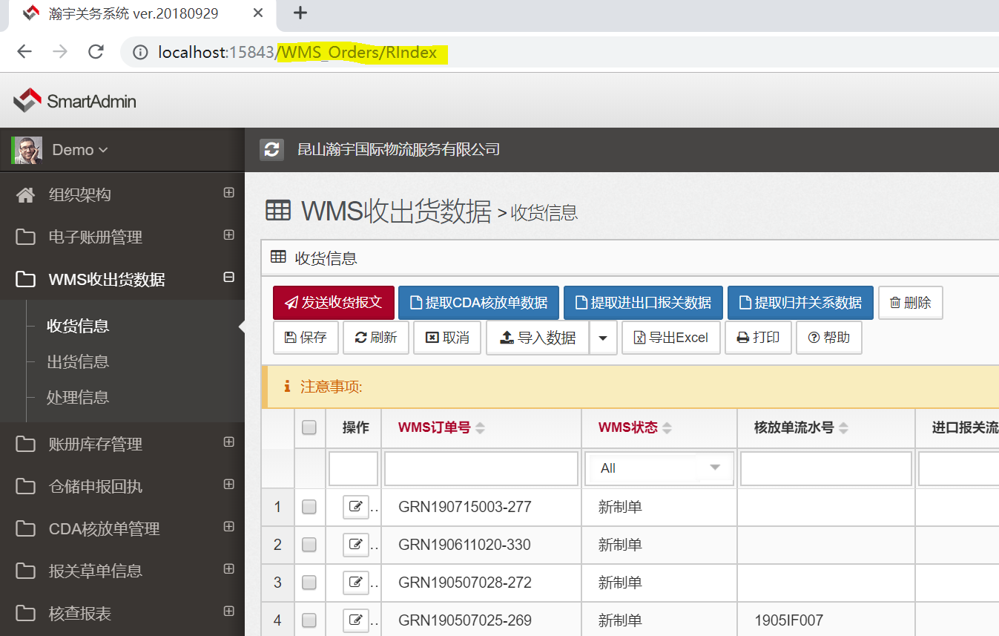 瀚宇关务系统 ver.20180929
localhost:15843/WMS_Orders/RIndex
SmartAdmin
Demo
昆山瀚宇国际物流服务有限公司
组织架构
电子账册管理
WMS收出货数据
收货信息
出货信息
处理信息
账册库存管理
仓储申报回执
CDA核放单管理
报关草单信息
核查报表
WMS收出货数据 > 收货信息
收货信息
发送收货报文 提取CDA核放单数据 提取进出口报关数据 提取归并关系数据 删除
保存 刷新 取消 导入数据 导出Excel 打印 帮助
注意事项:
操作 WMS订单号 WMS状态 核放单流水号 进口报关流
All
1 .. GRN190715003-277 新制单
2 .. GRN190611020-330 新制单
3 .. GRN190507028-272 新制单
4 .. GRN190507025-269 新制单 1905IF007